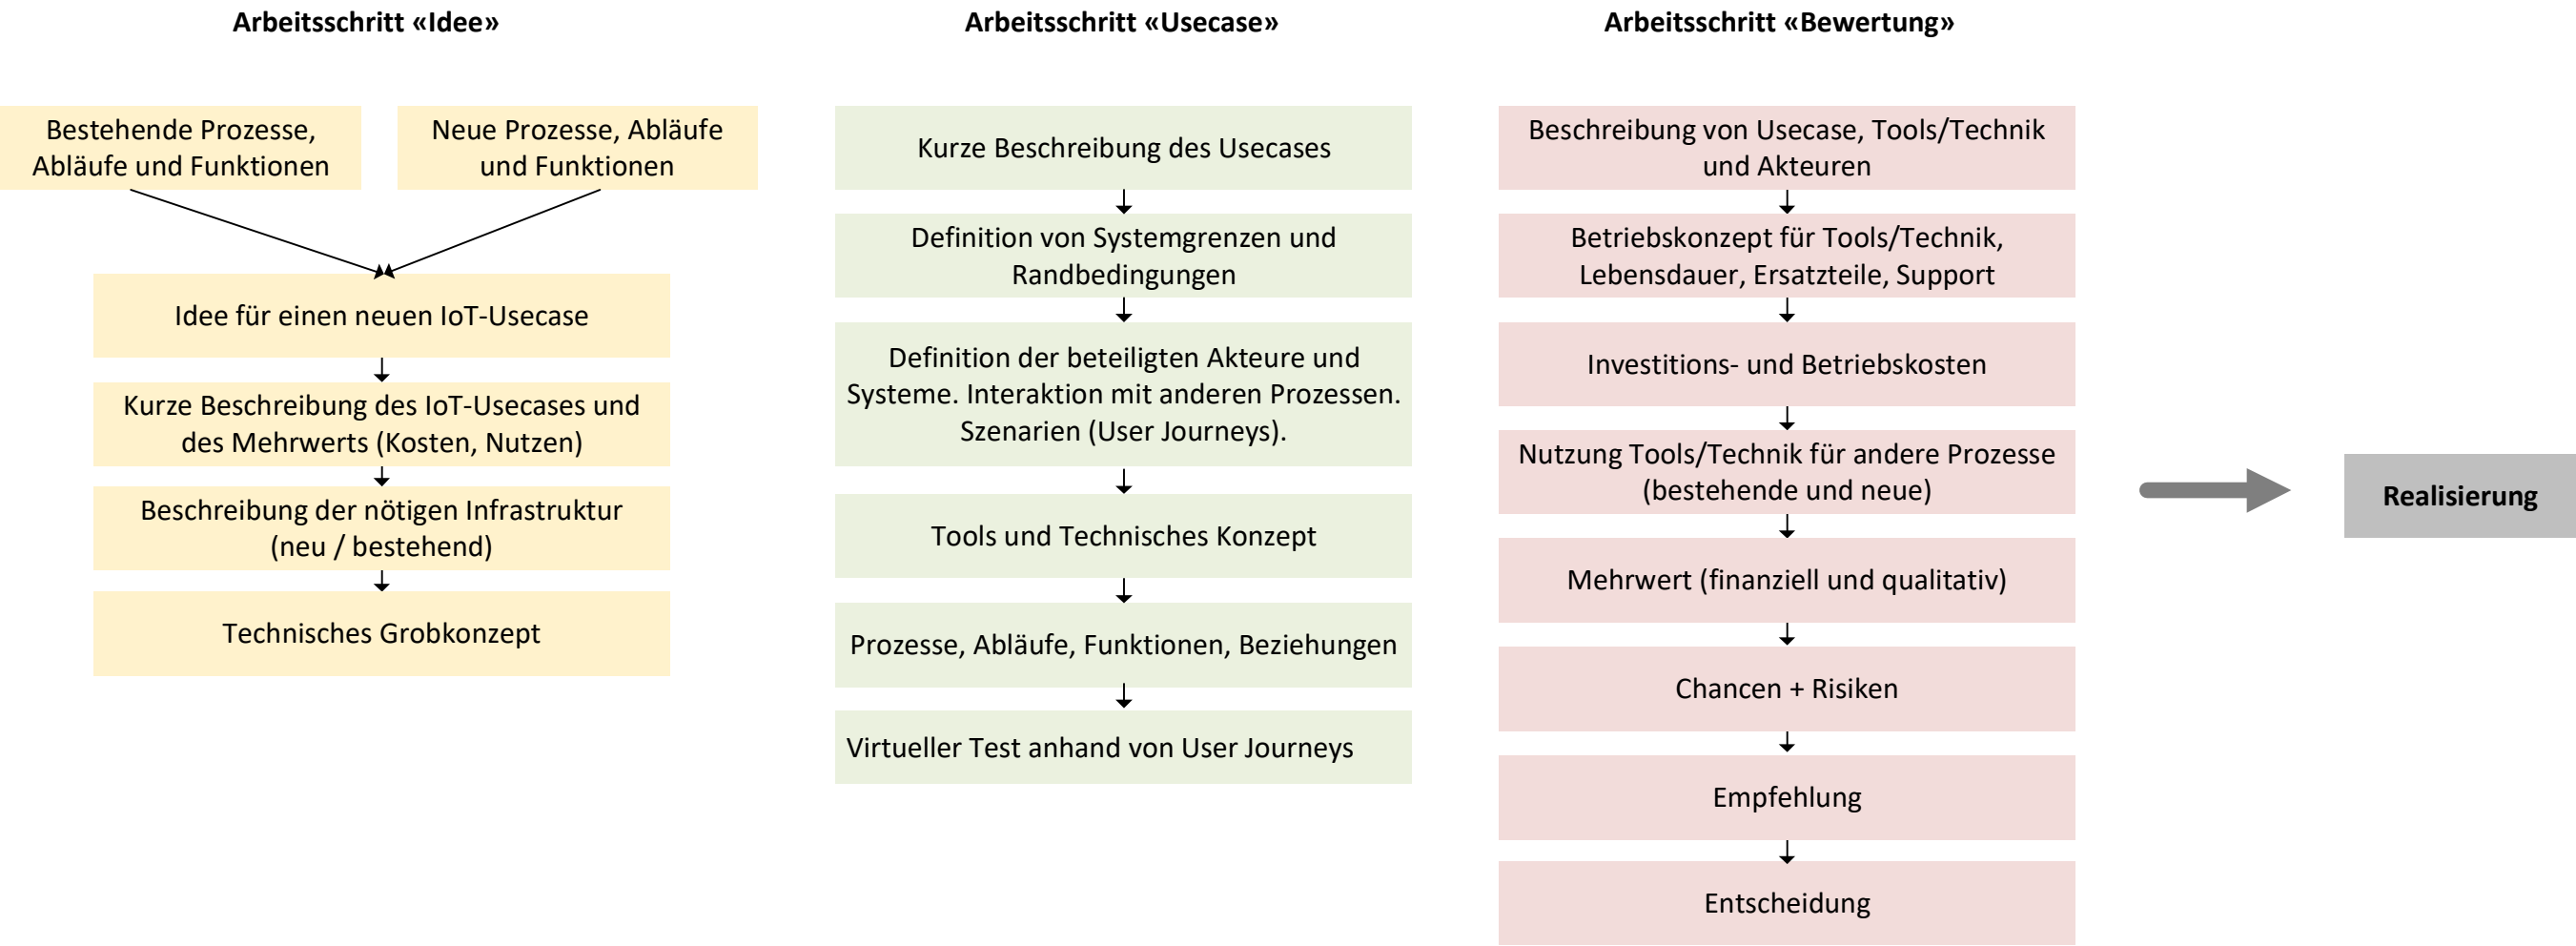 Arbeitsschritt «Idee»
Bestehende Prozesse,
Abläufe und Funktionen
Neue Prozesse, Abläufe
und Funktionen
Idee für einen neuen IoT-Usecase
Kurze Beschreibung des IoT-Usecases und
des Mehrwerts (Kosten, Nutzen)
Beschreibung der nötigen Infrastruktur
(neu / bestehend)
Technisches Grobkonzept
Arbeitsschritt «Usecase»
Kurze Beschreibung des Usecases
Definition von Systemgrenzen und
Randbedingungen
Definition der beteiligten Akteure und
Systeme. Interaktion mit anderen Prozessen.
Szenarien (User Journeys).
Tools und Technisches Konzept
Prozesse, Abläufe, Funktionen, Beziehungen
Virtueller Test anhand von User Journeys
Arbeitsschritt «Bewertung»
Beschreibung von Usecase, Tools/Technik
und Akteuren
Betriebskonzept für Tools/Technik,
Lebensdauer, Ersatzteile, Support
Investitions- und Betriebskosten
Nutzung Tools/Technik für andere Prozesse
(bestehende und neue)
Mehrwert (finanziell und qualitativ)
Chancen + Risiken
Empfehlung
Entscheidung
Realisierung